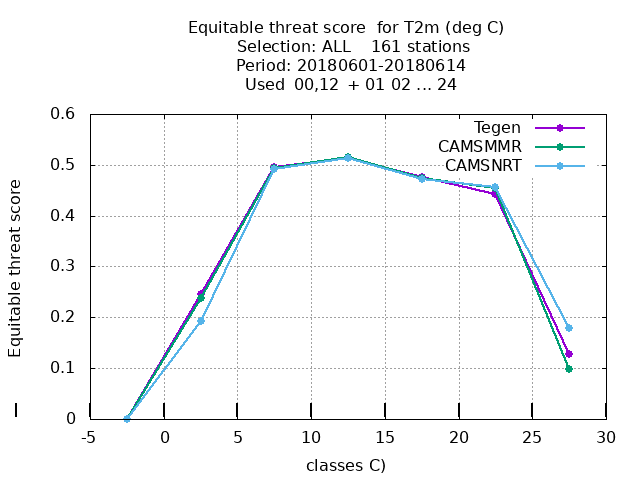 Equitable threat score for T2m (deg C)
Selection: ALL 161 stations
Period: 20180601-20180614
Used 00,12 + 01 02 ... 24
Tegen
CAMSMMR
CAMSNRT
Equitable threat score
0.6
0.5
0.4
0.3
0.2
0.1
0
-5 0 5 10 15 20 25 30
classes C)